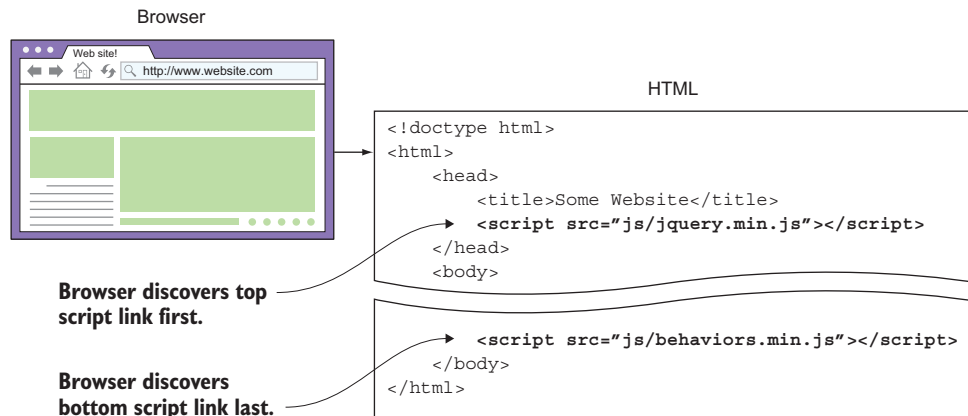 Browser
Web site!
http://www.website.com
HTML
<!doctype html>
<html>
<head>
<title>Some Website</title>
<script src=”js/jquery.min.js”></script>
</head>
<body>
Browser discovers top
script link first.
<script src=”js/behaviors.min.js”></script>
</body>
</html>
Browser discovers
bottom script link last.